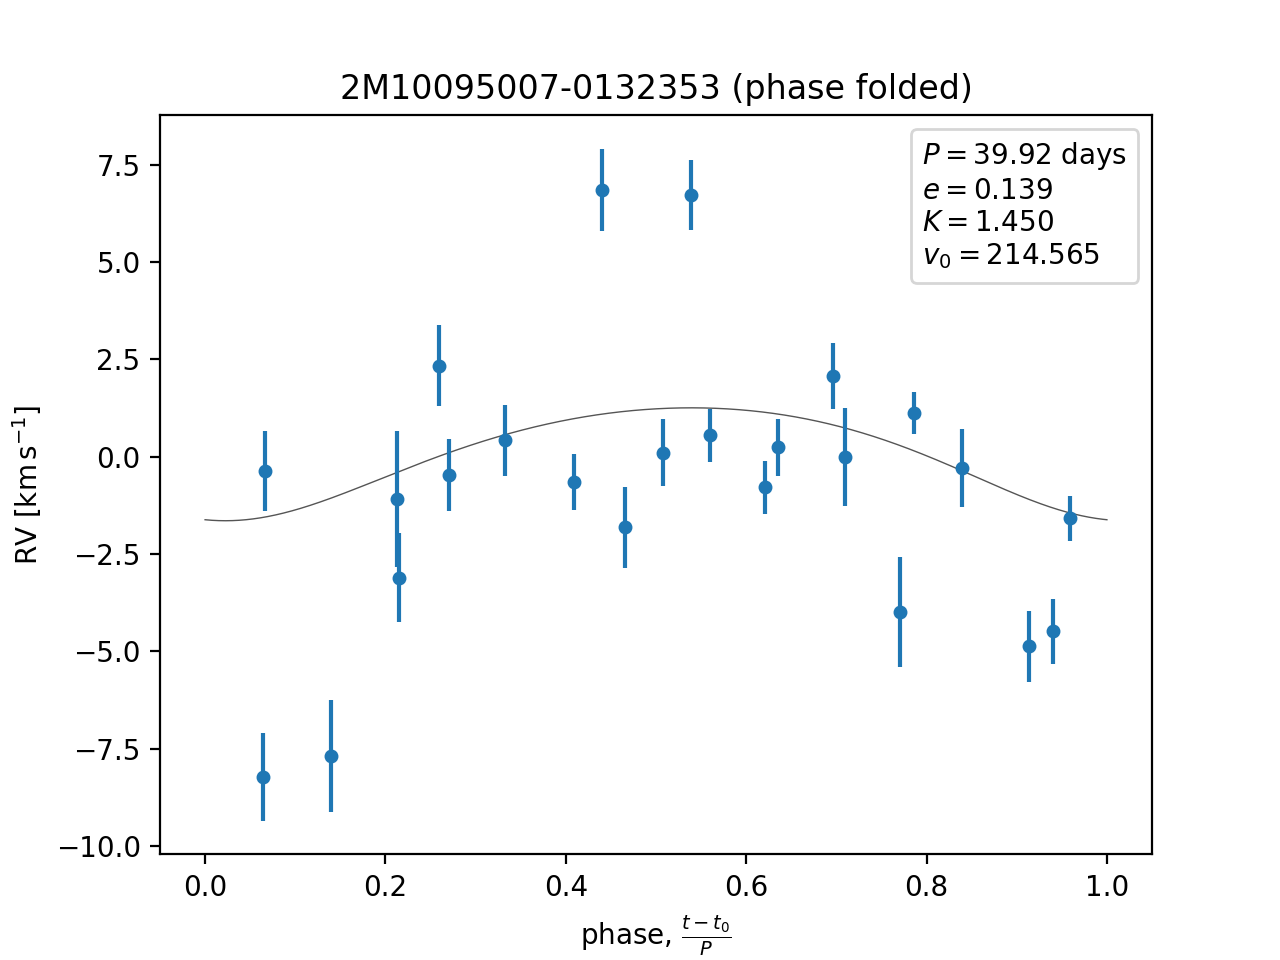 2M10095007-0132353 (phase folded)
P = 39.92 days
e = 0.139
K = 1.450
v₀ = 214.565
7.5
5.0
2.5
0.0
−2.5
−5.0
−7.5
−10.0
RV [km s⁻¹]
0.0 0.2 0.4 0.6 0.8 1.0
phase, (t − t₀)/P